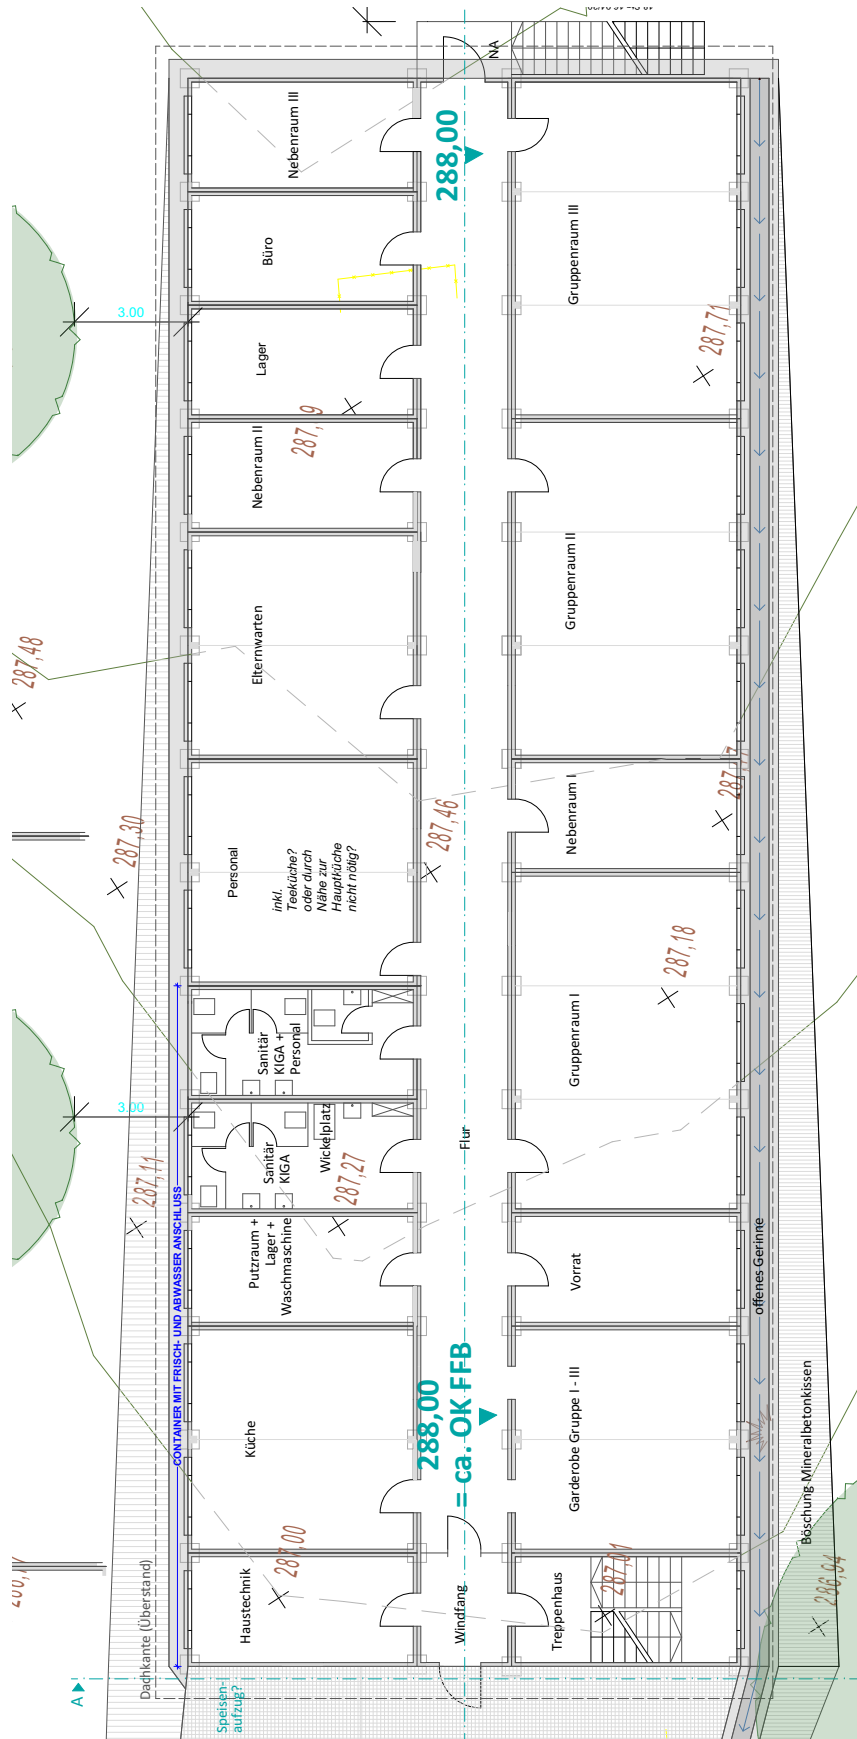 NA
Nebenraum III
288,00
Büro
Gruppenraum III
3.00
Lager
287,71
Nebenraum II
Gruppenraum II
Elternwarten
287,48
287,30
287,46
Nebenraum I
Personal
inkl.
Teeküche?
oder durch
Nähe zur
Hauptküche
nicht nötig?
287,18
Sanitär
KIGA +
Personal
Gruppenraum I
3.00
Flur
Wickelplatz
Sanitär
KIGA
287,11
287,27
Putzraum +
Lager +
Waschmaschine
Vorrat
offenes Gerinne
CONTAINER MIT FRISCH- UND ABWASSER ANSCHLUSS
288,00
= ca. OK FFB
Küche
Garderobe Gruppe I - III
Böschung Mineralbetonkissen
287,00
287,01
286,94
Dachkante (Überstand)
Haustechnik
Windfang
Treppenhaus
A
Speisen-
aufzug?